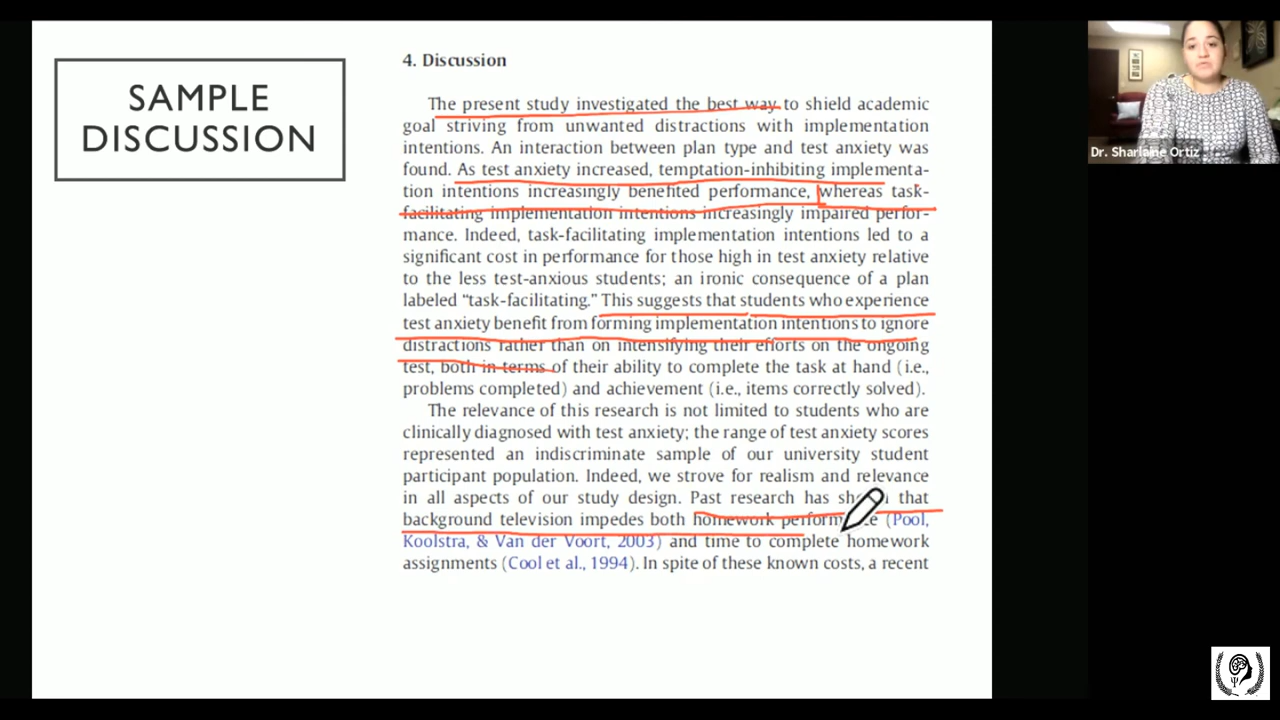 SAMPLE
DISCUSSION
4. Discussion
The present study investigated the best way to shield academic
goal striving from unwanted distractions with implementation
intentions. An interaction between plan type and test anxiety was
found. As test anxiety increased, temptation-inhibiting implementa-
tion intentions increasingly benefited performance, whereas task-
facilitating implementation intentions increasingly impaired perfor-
mance. Indeed, task-facilitating implementation intentions led to a
significant cost in performance for those high in test anxiety relative
to the less test-anxious students; an ironic consequence of a plan
labeled “task-facilitating.” This suggests that students who experience
test anxiety benefit from forming implementation intentions to ignore
distractions rather than on intensifying their efforts on the ongoing
test, both in terms of their ability to complete the task at hand (i.e.,
problems completed) and achievement (i.e., items correctly solved).
The relevance of this research is not limited to students who are
clinically diagnosed with test anxiety; the range of test anxiety scores
represented an indiscriminate sample of our university student
participant population. Indeed, we strove for realism and relevance
in all aspects of our study design. Past research has that
background television impedes both homework (Pool,
Koolstra, & Van der Voort, 2003) and time to complete homework
assignments (Cool et al., 1994). In spite of these known costs, a recent
Dr. Sharlaine Ortiz